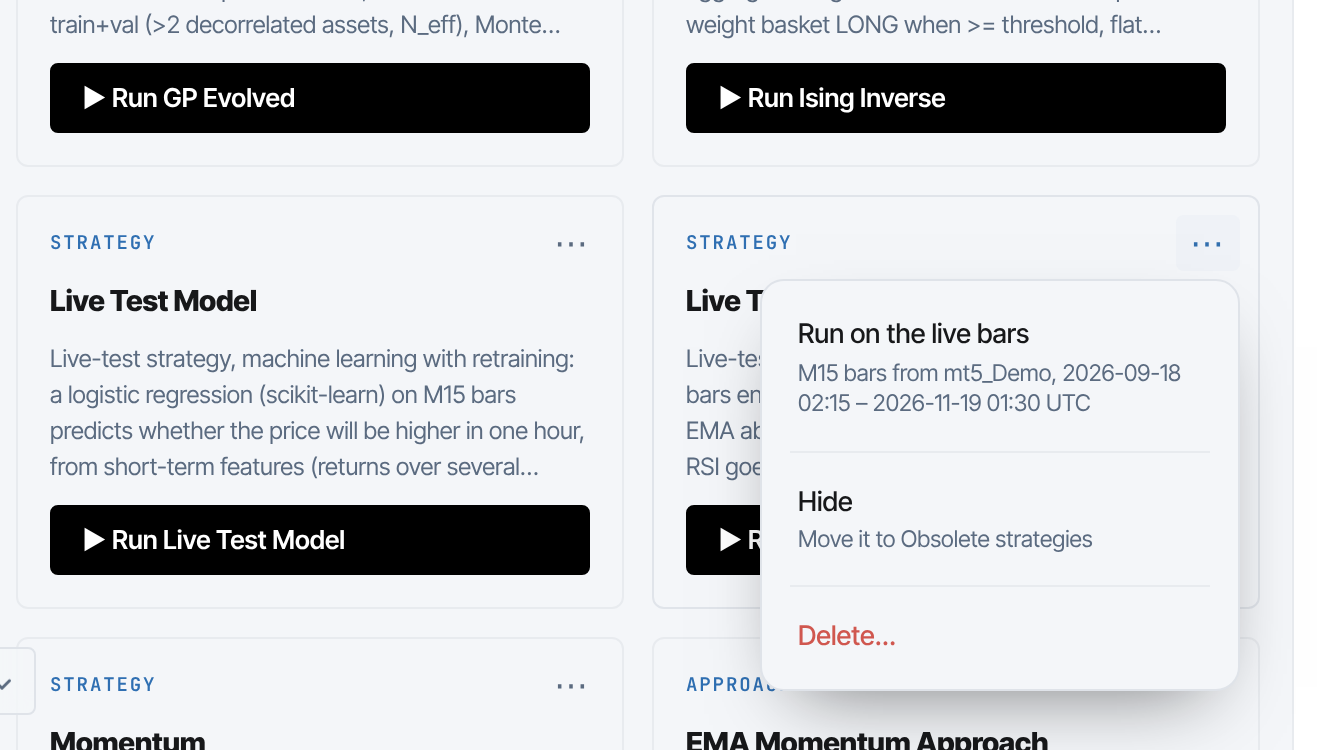 train+val (>2 decorrelated assets, N_eff), Monte...
weight basket LONG when >= threshold, flat...
▶ Run GP Evolved
▶ Run Ising Inverse
STRATEGY
...
Live Test Model
Live-test strategy, machine learning with retraining:
a logistic regression (scikit-learn) on M15 bars
predicts whether the price will be higher in one hour,
from short-term features (returns over several...
▶ Run Live Test Model
STRATEGY
...
Live T
Live-te
bars en
EMA ab
RSI goe
▶ R
Run on the live bars
M15 bars from mt5_Demo, 2026-09-18
02:15 – 2026-11-19 01:30 UTC
Hide
Move it to Obsolete strategies
Delete...
STRATEGY
...
Momentum
APPROAC
EMA Momentum Approach